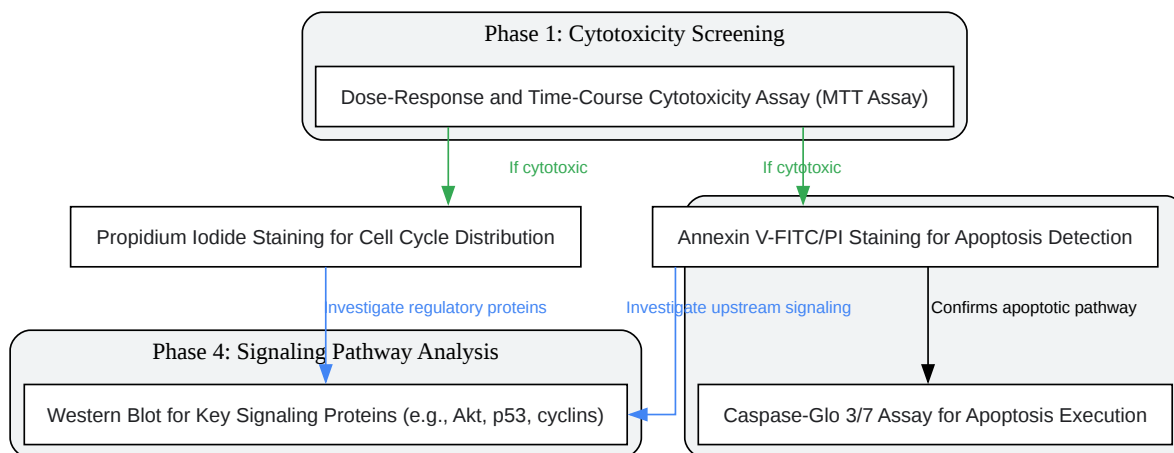 Phase 1: Cytotoxicity Screening
Dose-Response and Time-Course Cytotoxicity Assay (MTT Assay)
If cytotoxic
If cytotoxic
Propidium Iodide Staining for Cell Cycle Distribution
Annexin V-FITC/PI Staining for Apoptosis Detection
Investigate regulatory proteins
Investigate upstream signaling
Confirms apoptotic pathway
Phase 4: Signaling Pathway Analysis
Western Blot for Key Signaling Proteins (e.g., Akt, p53, cyclins)
Caspase-Glo 3/7 Assay for Apoptosis Execution